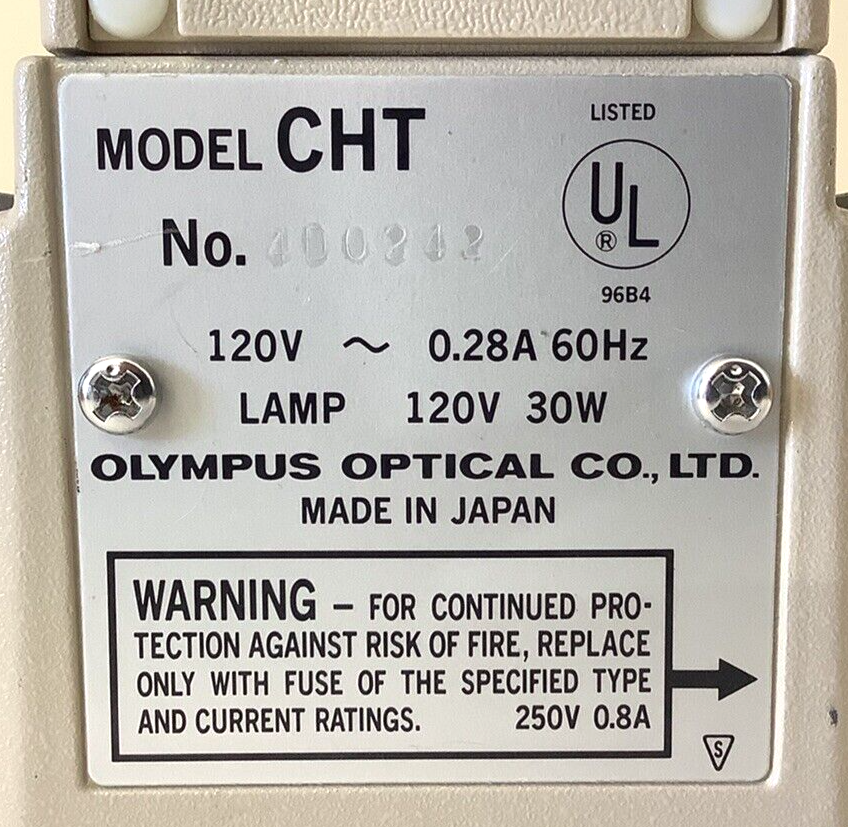 MODEL CHT
LISTED
UL
®
No. 400242
96B4
120V ~ 0.28A 60Hz
LAMP 120V 30W
OLYMPUS OPTICAL CO., LTD.
MADE IN JAPAN
WARNING – FOR CONTINUED PRO-
TECTION AGAINST RISK OF FIRE, REPLACE
ONLY WITH FUSE OF THE SPECIFIED TYPE
AND CURRENT RATINGS. 250V 0.8A
S